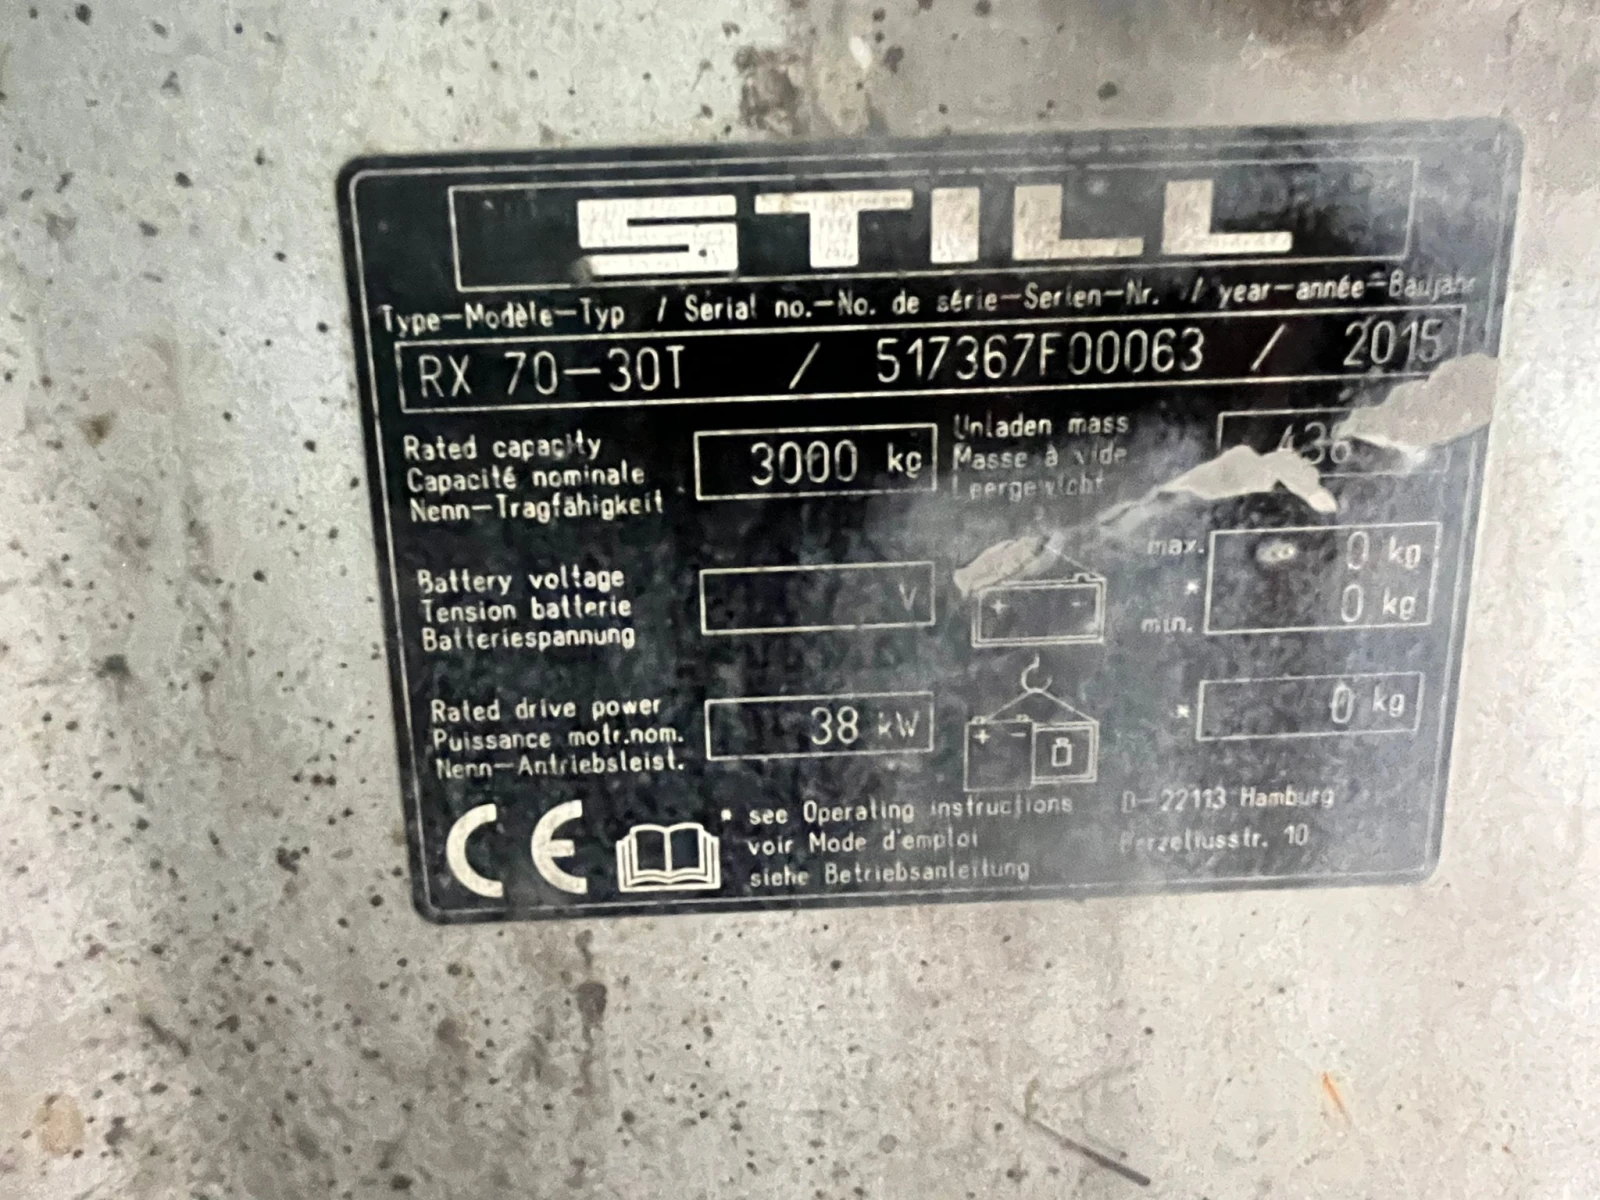 STILL
Type-Modèle-Typ / Serial no.-No. de série-Serien-Nr. / year-année-Baujahr
RX 70-30T / 517367F00063 / 2015
Rated capacity
Capacité nominale
Nenn-Tragfähigkeit
3000 kg
Unladen mass
Masse à vide
Leergewicht
Battery voltage
Tension batterie
Batteriespannung
V
+ -
max. 0 kg
*
min. 0 kg
Rated drive power
Puissance motr.nom.
Nenn-Antriebsleist.
38 kW
+ -
* 0 kg
CE
* see Operating instructions
voir Mode d'emploi
siehe Betriebsanleitung
D-22113 Hamburg
10